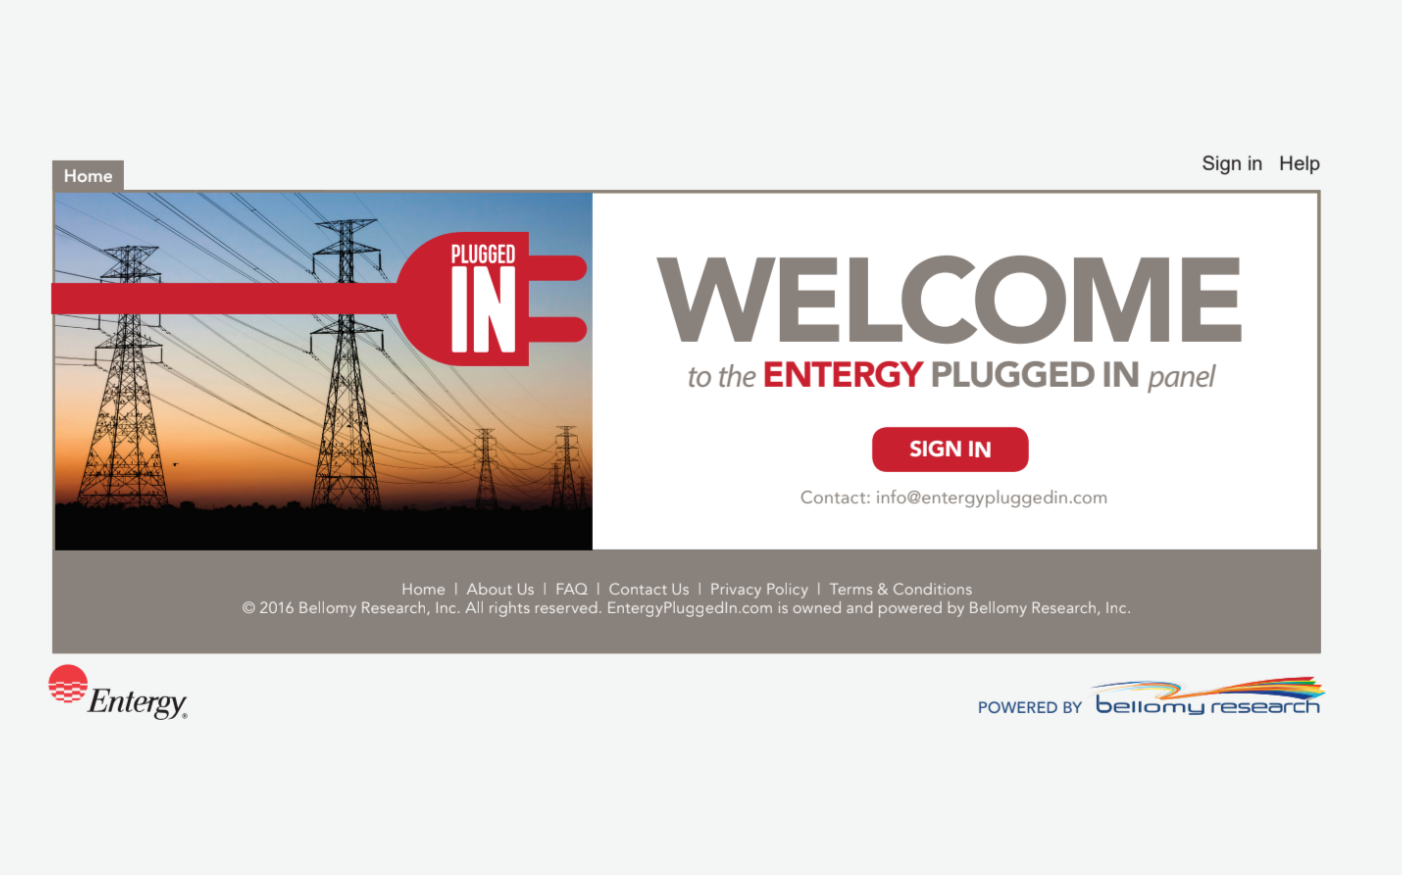 Sign in Help
Home
PLUGGED
IN
WELCOME
to the ENTERGY PLUGGED IN panel
SIGN IN
Contact: info@entergypluggedin.com
Home | About Us | FAQ | Contact Us | Privacy Policy | Terms & Conditions
© 2016 Bellomy Research, Inc. All rights reserved. EntergyPluggedIn.com is owned and powered by Bellomy Research, Inc.
Entergy®
POWERED BY bellomy research